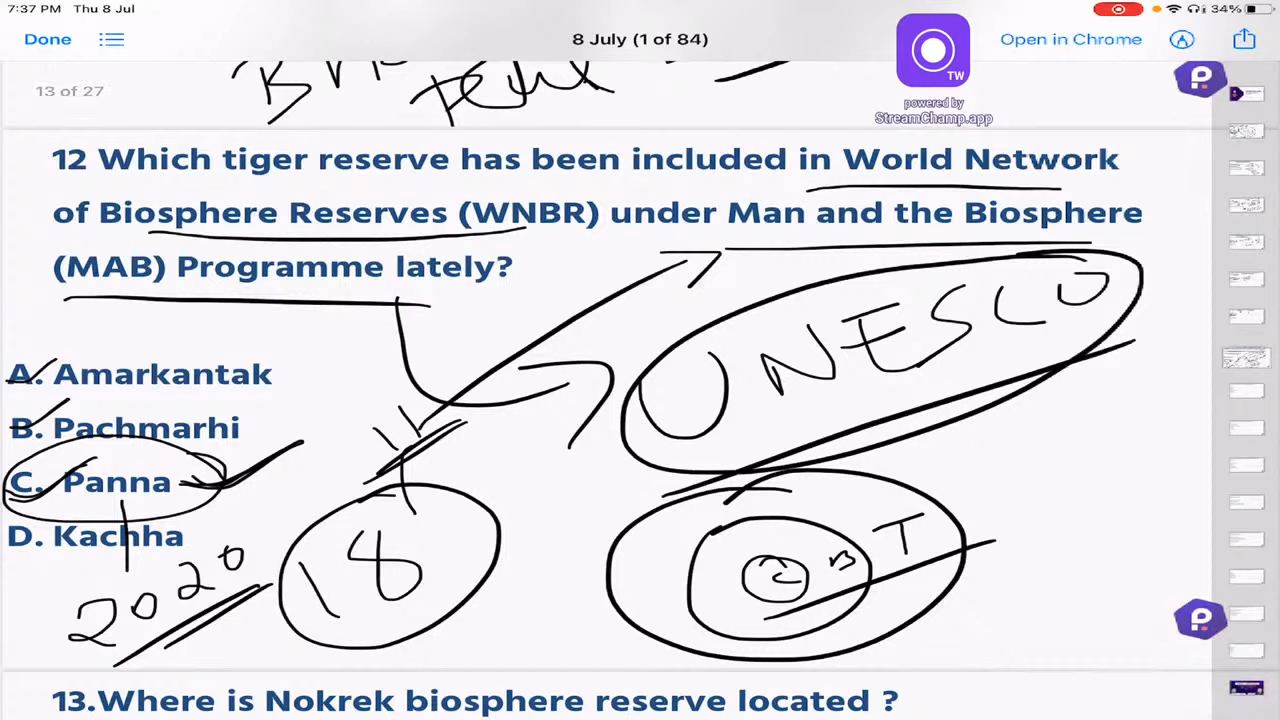 7:37 PM Thu 8 Jul
34%
Done
8 July (1 of 84)
Open in Chrome
TW
powered by
StreamChamp.app
13 of 27
P
12 Which tiger reserve has been included in World Network
of Biosphere Reserves (WNBR) under Man and the Biosphere
(MAB) Programme lately?
UNESCO
A. Amarkantak
B. Pachmarhi
11
C. Panna
D. Kachha
18
C
B
T
2020
P
13.Where is Nokrek biosphere reserve located ?